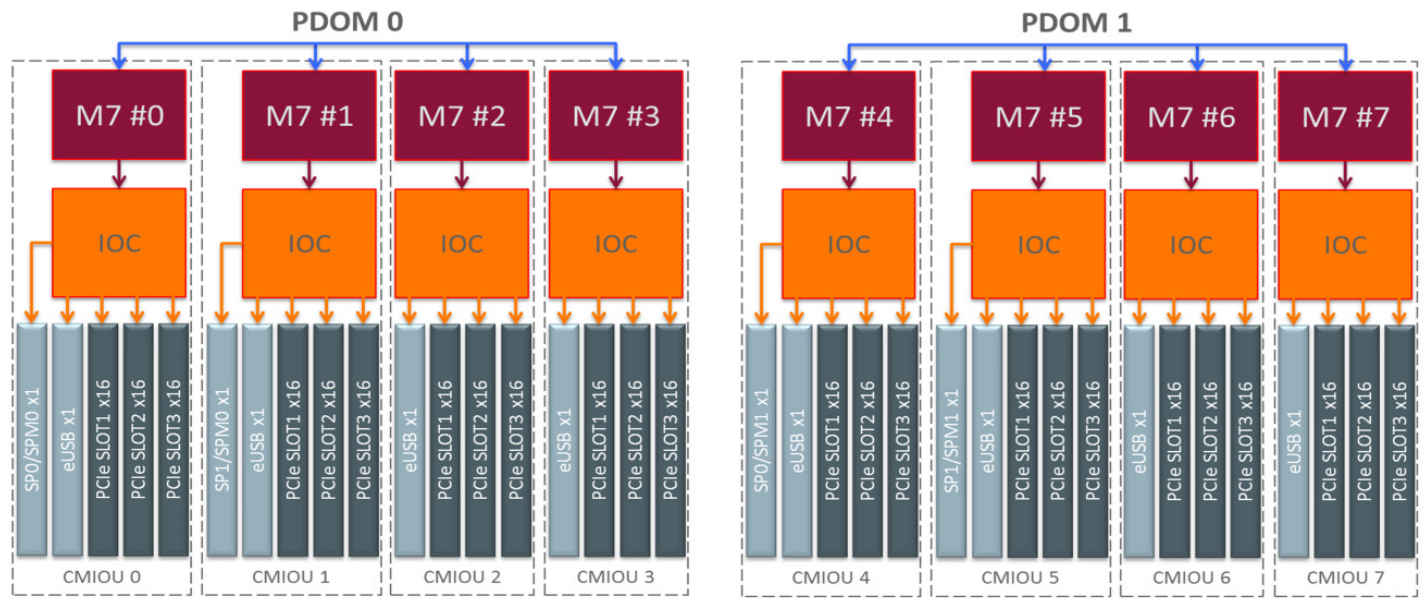 PDOM 0
PDOM 1
M7 #0
M7 #1
M7 #2
M7 #3
M7 #4
M7 #5
M7 #6
M7 #7
IOC
IOC
IOC
IOC
IOC
IOC
IOC
IOC
SP0/SPM0 x1
eUSB x1
PCIe SLOT1 x16
PCIe SLOT2 x16
PCIe SLOT3 x16
SP1/SPM0 x1
eUSB x1
PCIe SLOT1 x16
PCIe SLOT2 x16
PCIe SLOT3 x16
eUSB x1
PCIe SLOT1 x16
PCIe SLOT2 x16
PCIe SLOT3 x16
eUSB x1
PCIe SLOT1 x16
PCIe SLOT2 x16
PCIe SLOT3 x16
SP0/SPM1 x1
eUSB x1
PCIe SLOT1 x16
PCIe SLOT2 x16
PCIe SLOT3 x16
SP1/SPM1 x1
eUSB x1
PCIe SLOT1 x16
PCIe SLOT2 x16
PCIe SLOT3 x16
eUSB x1
PCIe SLOT1 x16
PCIe SLOT2 x16
PCIe SLOT3 x16
eUSB x1
PCIe SLOT1 x16
PCIe SLOT2 x16
PCIe SLOT3 x16
CMIOU 0
CMIOU 1
CMIOU 2
CMIOU 3
CMIOU 4
CMIOU 5
CMIOU 6
CMIOU 7